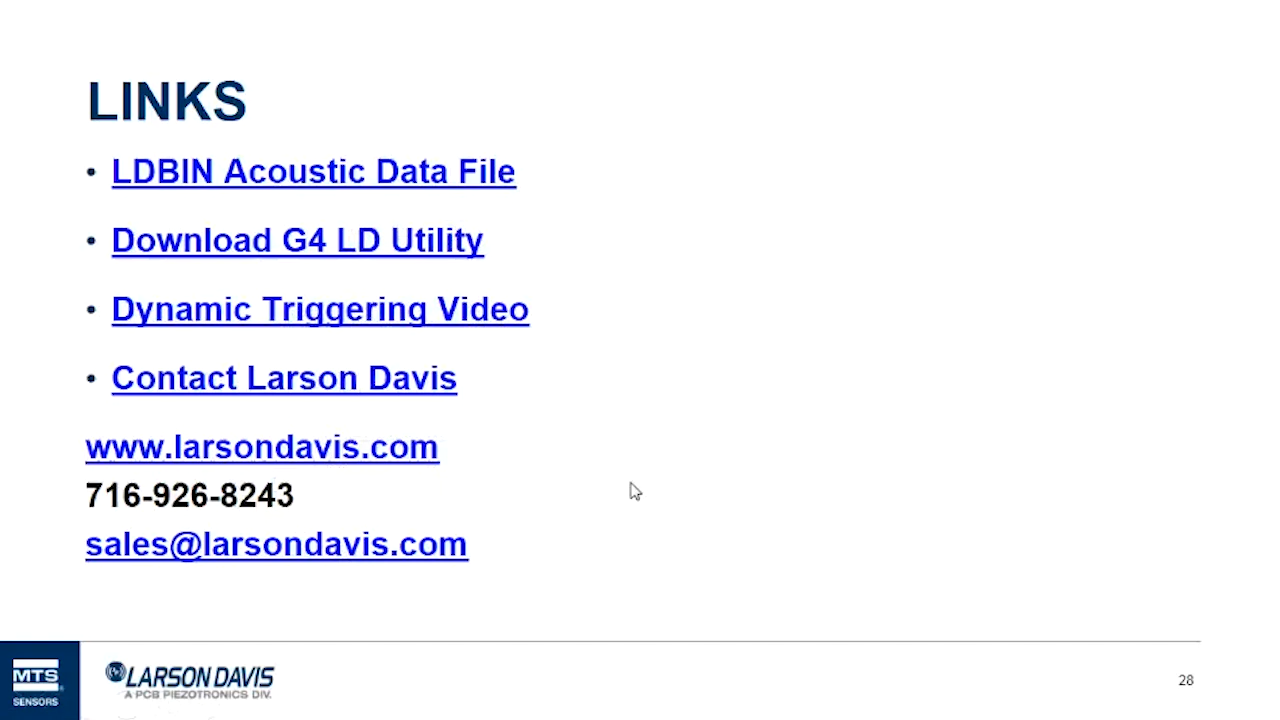 LINKS
• LDBIN Acoustic Data File
• Download G4 LD Utility
• Dynamic Triggering Video
• Contact Larson Davis
www.larsondavis.com
716-926-8243
sales@larsondavis.com
MTS
SENSORS
LARSON DAVIS
A PCB PIEZOTRONICS DIV.
28